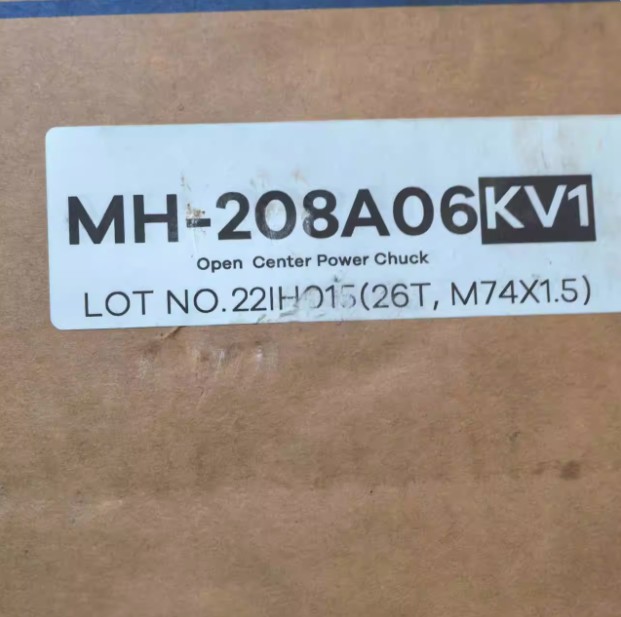 MH-208A06KV1
Open Center Power Chuck
LOT NO.22IH015(26T, M74X1.5)